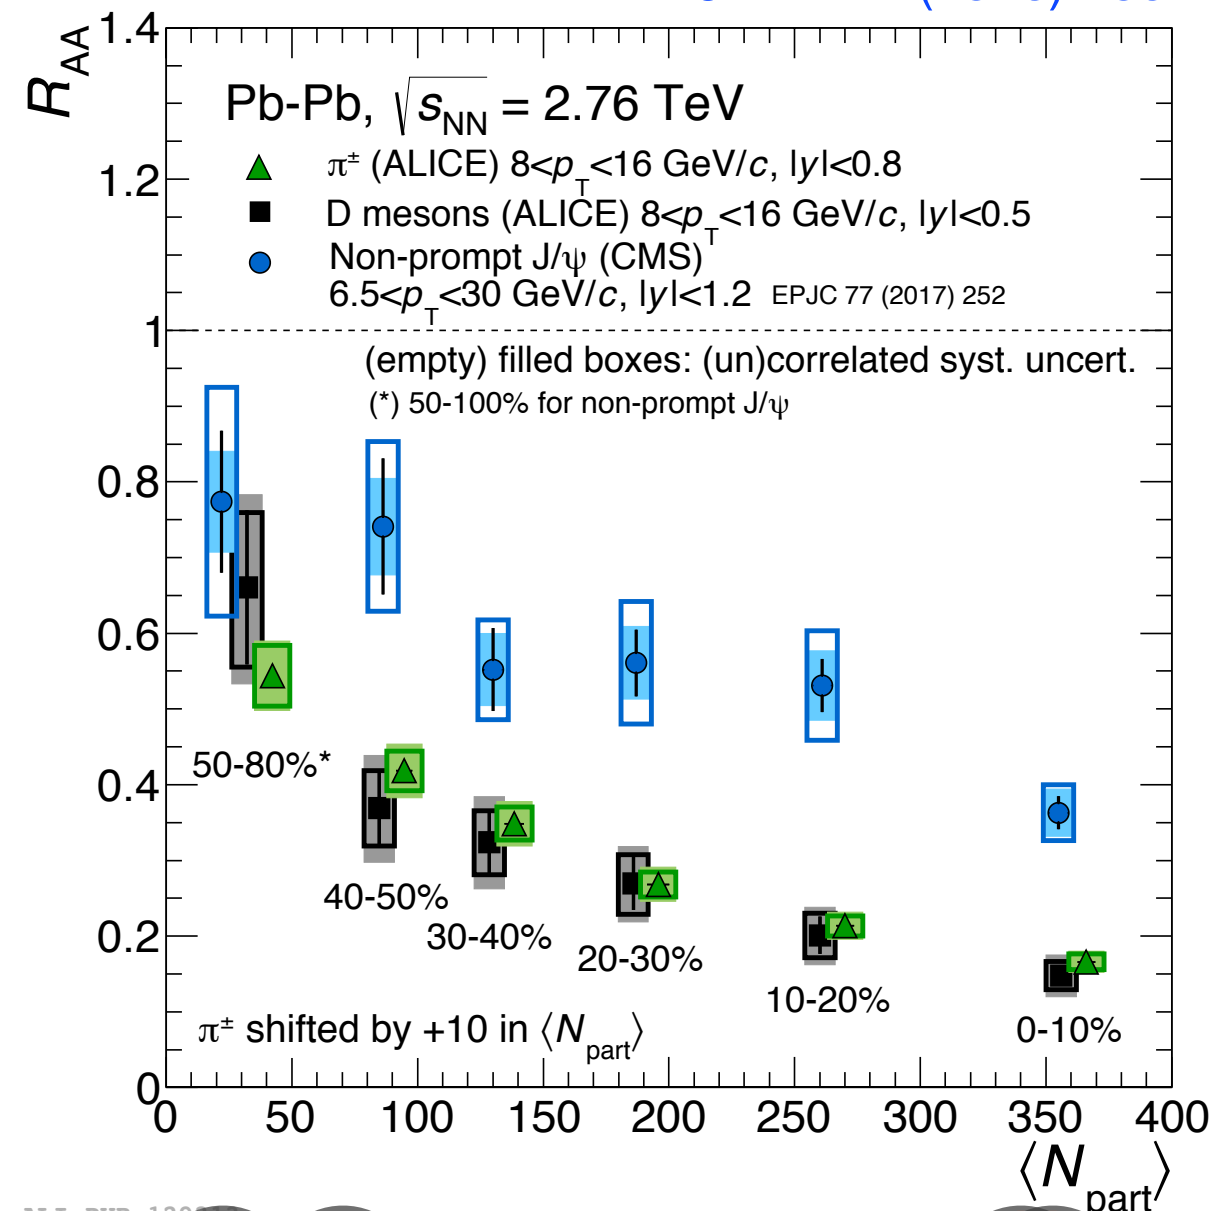 R_AA
1.4
1.2
1
0.8
0.6
0.4
0.2
0
Pb-Pb, √s_NN = 2.76 TeV
π± (ALICE) 8<p_T<16 GeV/c, |y|<0.8
D mesons (ALICE) 8<p_T<16 GeV/c, |y|<0.5
Non-prompt J/ψ (CMS)
6.5<p_T<30 GeV/c, |y|<1.2 EPJC 77 (2017) 252
(empty) filled boxes: (un)correlated syst. uncert.
(*) 50-100% for non-prompt J/ψ
50-80%*
40-50%
30-40%
20-30%
10-20%
0-10%
π± shifted by +10 in ⟨N_part⟩
0 50 100 150 200 250 300 350 400
⟨N_part⟩